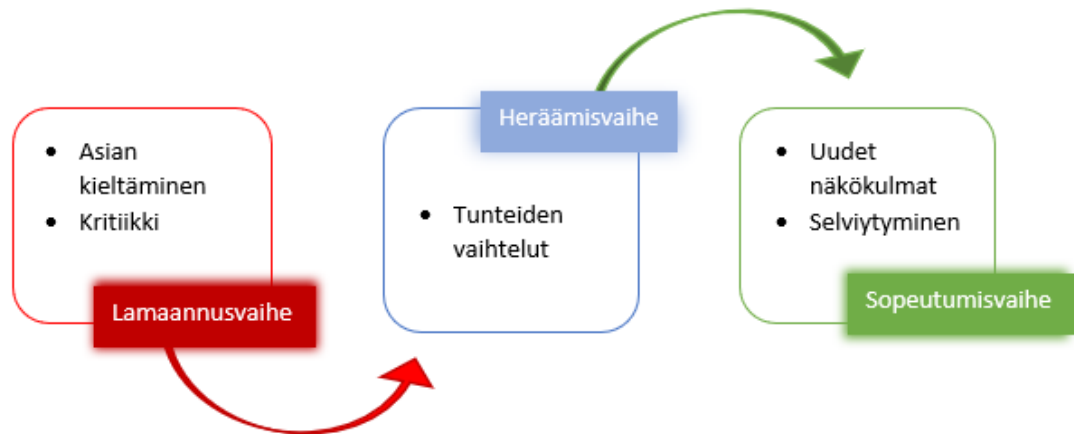 • Asian
kieltäminen
• Kritiikki
Lamaannusvaihe
Heräämisvaihe
• Tunteiden
vaihtelut
• Uudet
näkökulmat
• Selviytyminen
Sopeutumisvaihe